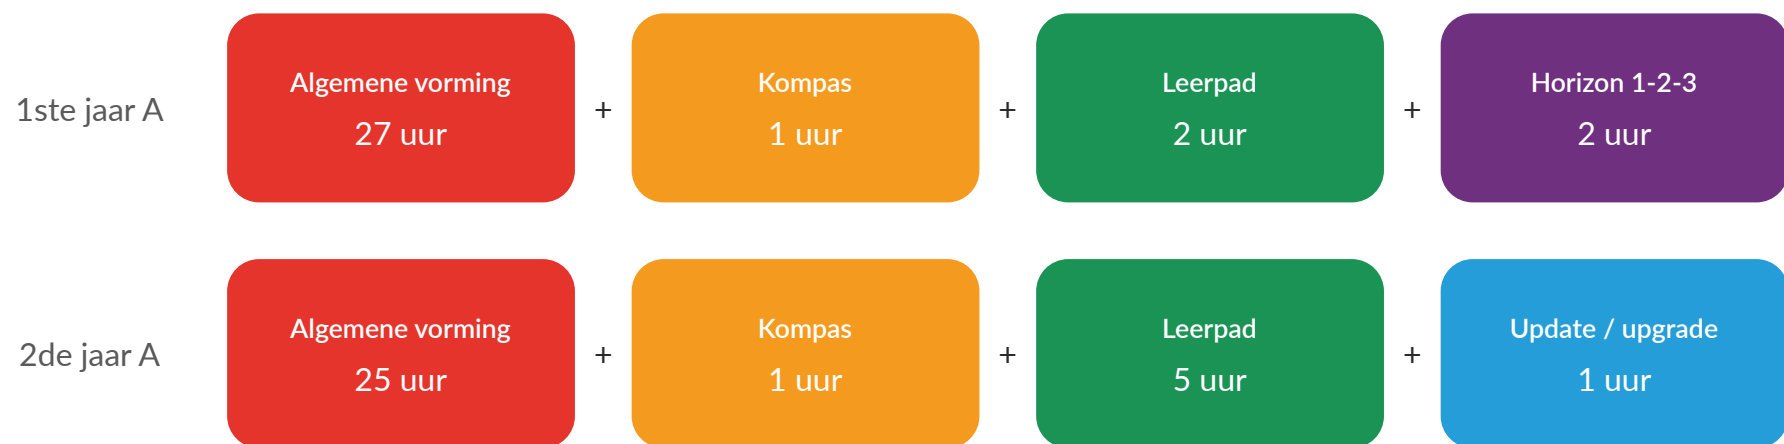 1ste jaar A
Algemene vorming
27 uur
+
Kompas
1 uur
+
Leerpad
2 uur
+
Horizon 1-2-3
2 uur
2de jaar A
Algemene vorming
25 uur
+
Kompas
1 uur
+
Leerpad
5 uur
+
Update / upgrade
1 uur